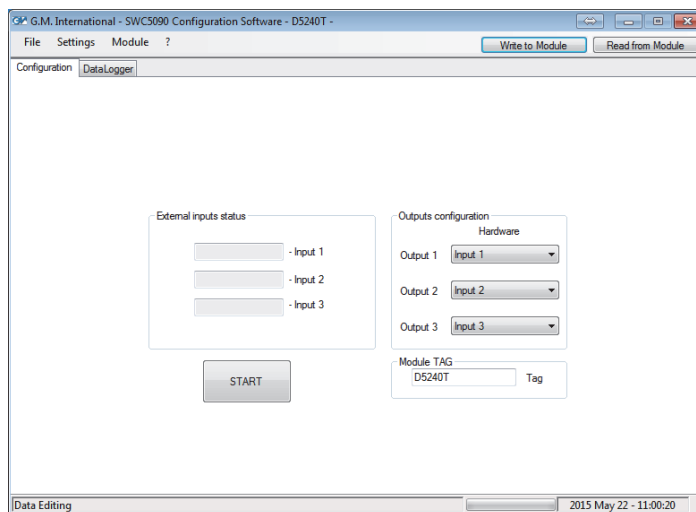 GM G.M. International - SWC5090 Configuration Software - D5240T -
File Settings Module ? Write to Module Read from Module
Configuration DataLogger
External inputs status
- Input 1
- Input 2
- Input 3
START
Outputs configuration
Hardware
Output 1 Input 1
Output 2 Input 2
Output 3 Input 3
Module TAG
D5240T Tag
Data Editing 2015 May 22 - 11:00:20